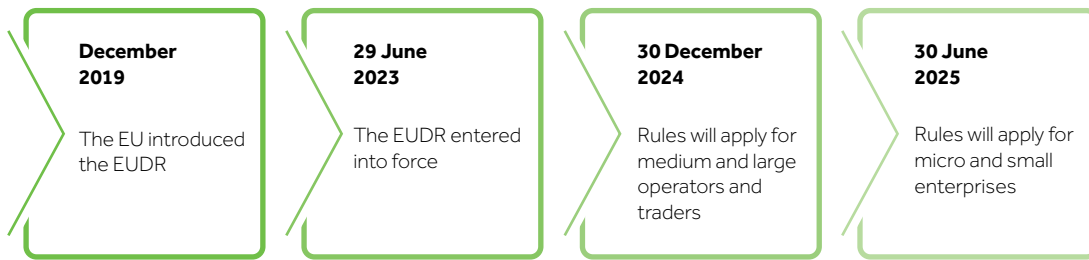 December
2019
The EU introduced
the EUDR
29 June
2023
The EUDR entered
into force
30 December
2024
Rules will apply for
medium and large
operators and
traders
30 June
2025
Rules will apply for
micro and small
enterprises